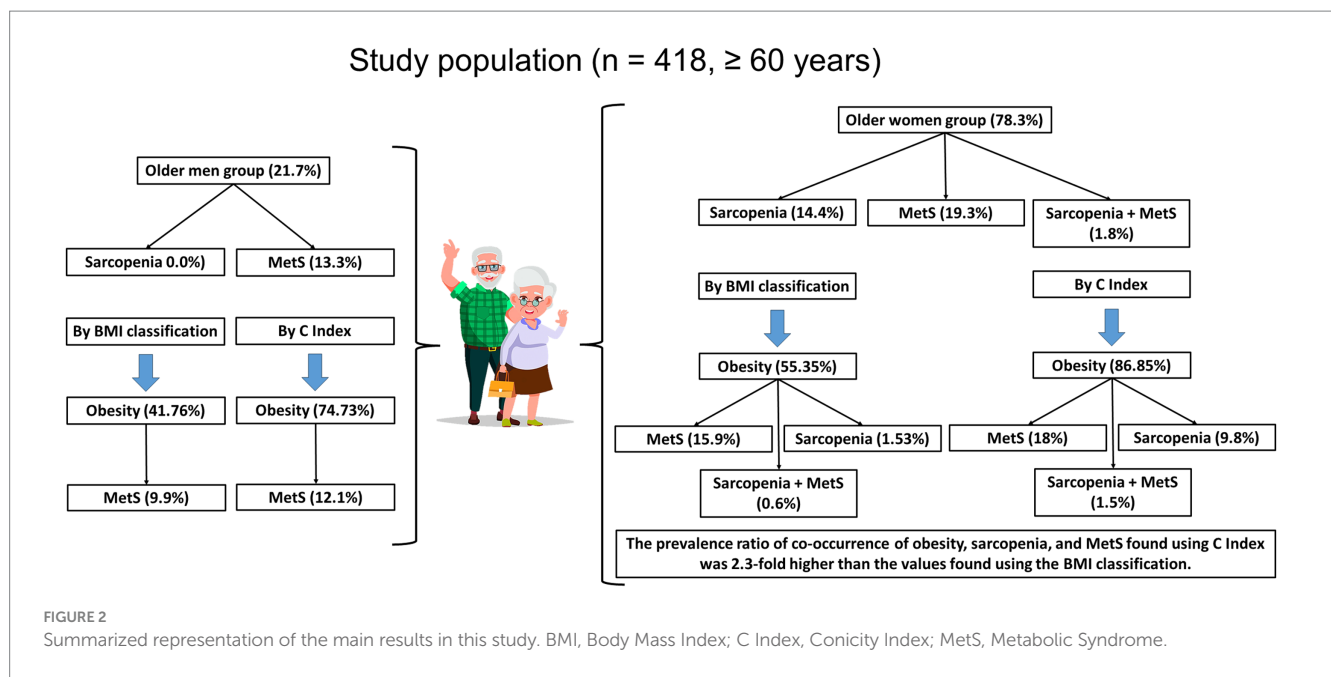 Study population (n = 418, ≥ 60 years)
Older men group (21.7%)
Sarcopenia 0.0%)
MetS (13.3%)
By BMI classification
By C Index
Obesity (41.76%)
Obesity (74.73%)
MetS (9.9%)
MetS (12.1%)
Older women group (78.3%)
Sarcopenia (14.4%)
MetS (19.3%)
Sarcopenia + MetS
(1.8%)
By BMI classification
By C Index
Obesity (55.35%)
Obesity (86.85%)
MetS (15.9%)
Sarcopenia (1.53%)
Sarcopenia + MetS
(0.6%)
MetS (18%)
Sarcopenia (9.8%)
Sarcopenia + MetS
(1.5%)
The prevalence ratio of co-occurrence of obesity, sarcopenia, and MetS found using C Index
was 2.3-fold higher than the values found using the BMI classification.
FIGURE 2
Summarized representation of the main results in this study. BMI, Body Mass Index; C Index, Conicity Index; MetS, Metabolic Syndrome.